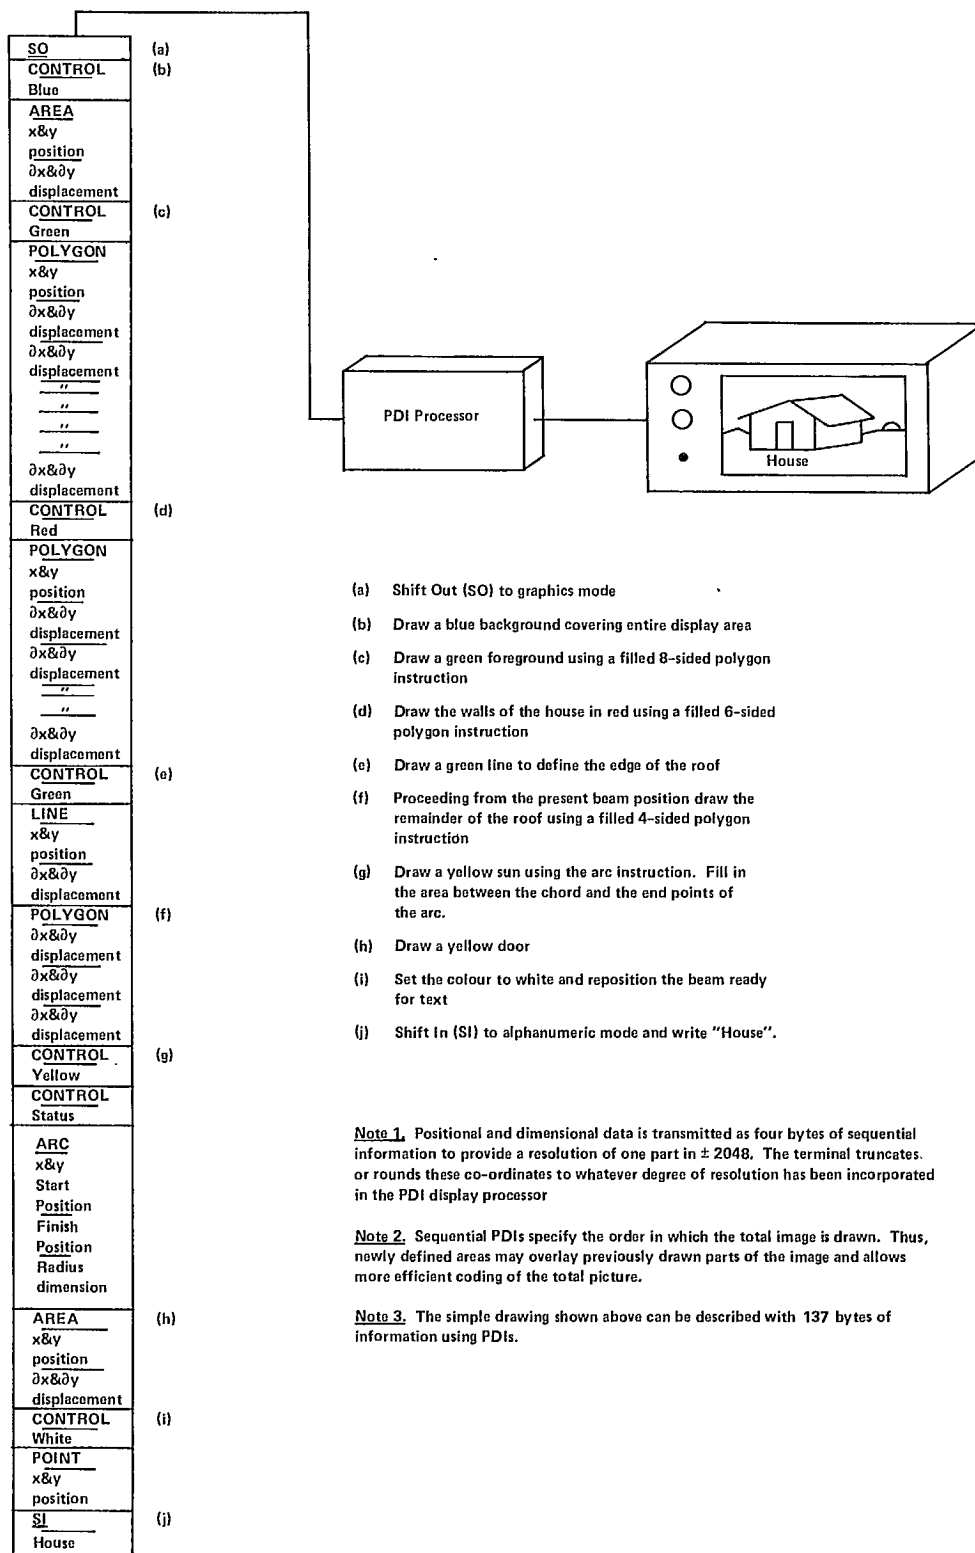 SO (a)
CONTROL (b)
Blue
AREA
x&y
position
∂x&∂y
displacement
CONTROL (c)
Green
POLYGON
x&y
position
∂x&∂y
displacement
∂x&∂y
displacement
"
"
"
"
∂x&∂y
displacement
CONTROL (d)
Red
POLYGON
x&y
position
∂x&∂y
displacement
∂x&∂y
displacement
"
"
∂x&∂y
displacement
CONTROL (e)
Green
LINE
x&y
position
∂x&∂y
displacement
POLYGON (f)
∂x&∂y
displacement
∂x&∂y
displacement
∂x&∂y
displacement
CONTROL (g)
Yellow
CONTROL
Status
ARC
x&y
Start
Position
Finish
Position
Radius
dimension
AREA (h)
x&y
position
∂x&∂y
displacement
CONTROL (i)
White
POINT
x&y
position
SI (j)
House
PDI Processor
House
(a) Shift Out (SO) to graphics mode
(b) Draw a blue background covering entire display area
(c) Draw a green foreground using a filled 8-sided polygon
instruction
(d) Draw the walls of the house in red using a filled 6-sided
polygon instruction
(e) Draw a green line to define the edge of the roof
(f) Proceeding from the present beam position draw the
remainder of the roof using a filled 4-sided polygon
instruction
(g) Draw a yellow sun using the arc instruction. Fill in
the area between the chord and the end points of
the arc.
(h) Draw a yellow door
(i) Set the colour to white and reposition the beam ready
for text
(j) Shift In (SI) to alphanumeric mode and write "House".
Note 1. Positional and dimensional data is transmitted as four bytes of sequential
information to provide a resolution of one part in ± 2048. The terminal truncates
or rounds these co-ordinates to whatever degree of resolution has been incorporated
in the PDI display processor
Note 2. Sequential PDIs specify the order in which the total image is drawn. Thus,
newly defined areas may overlay previously drawn parts of the image and allows
more efficient coding of the total picture.
Note 3. The simple drawing shown above can be described with 137 bytes of
information using PDIs.